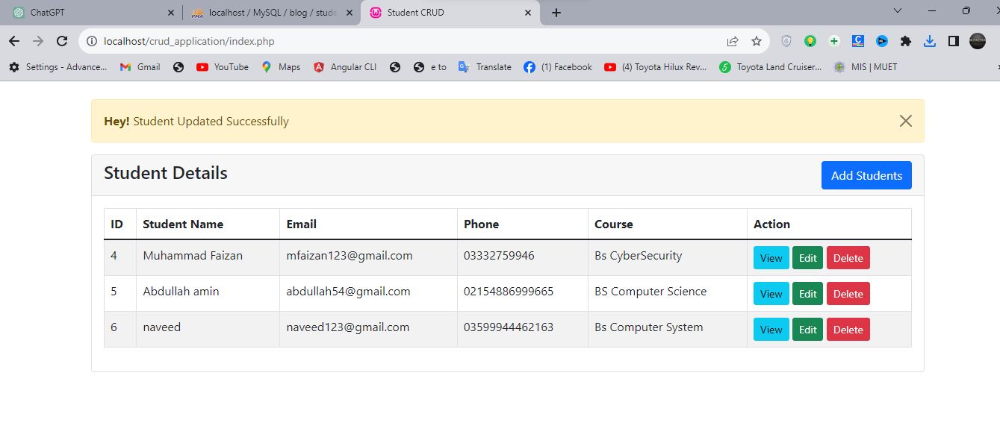 ChatGPT
localhost / MySQL / blog / stude
Student CRUD
localhost/crud_application/index.php
Settings - Advance... Gmail YouTube Maps Angular CLI e to Translate (1) Facebook (4) Toyota Hilux Rev... Toyota Land Cruiser... MIS | MUET
Hey! Student Updated Successfully
Student Details
Add Students
ID Student Name Email Phone Course Action
4 Muhammad Faizan mfaizan123@gmail.com 03332759946 Bs CyberSecurity View Edit Delete
5 Abdullah amin abdullah54@gmail.com 02154886999665 BS Computer Science View Edit Delete
6 naveed naveed123@gmail.com 03599944462163 Bs Computer System View Edit Delete